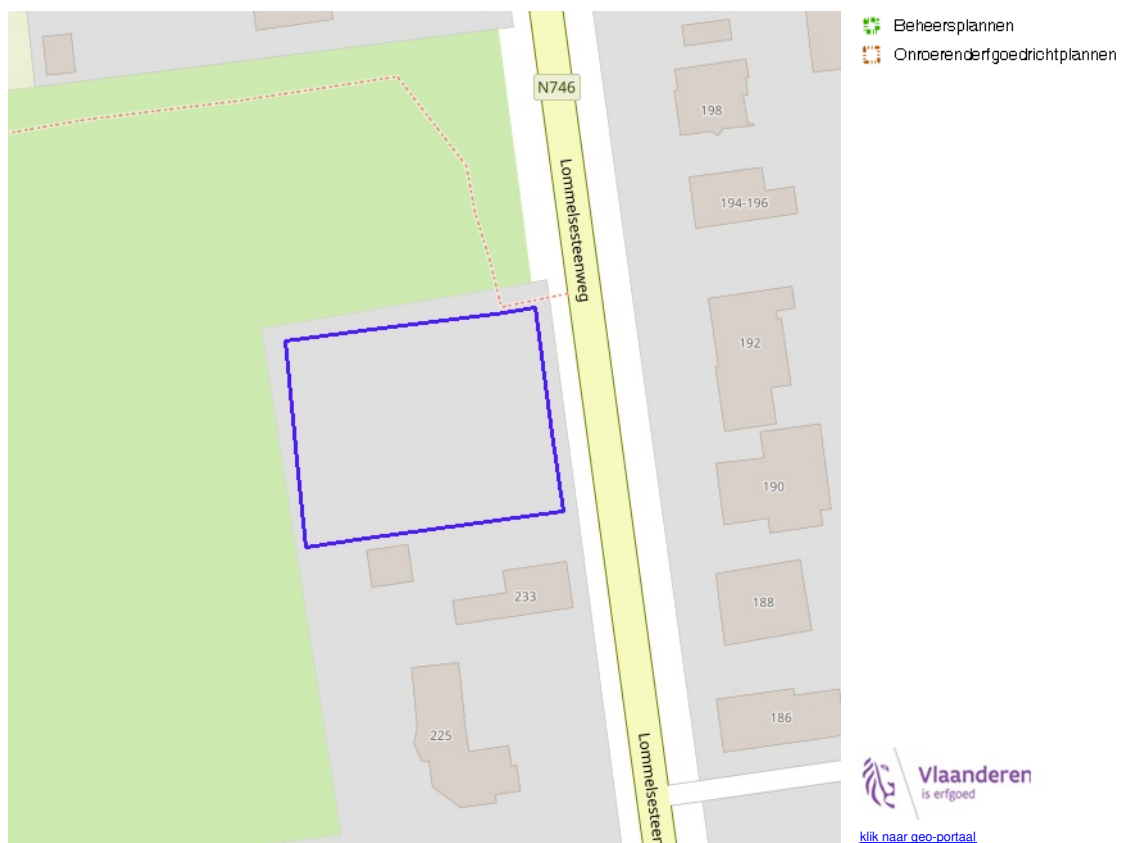 Beheersplannen
Onroerenderfgoedrichtplannen
N746
198
Lommelsesteenweg
194-196
192
190
233
188
225
186
Lommelsesteer
Vlaanderen
is erfgoed
klik naar geo-portaal